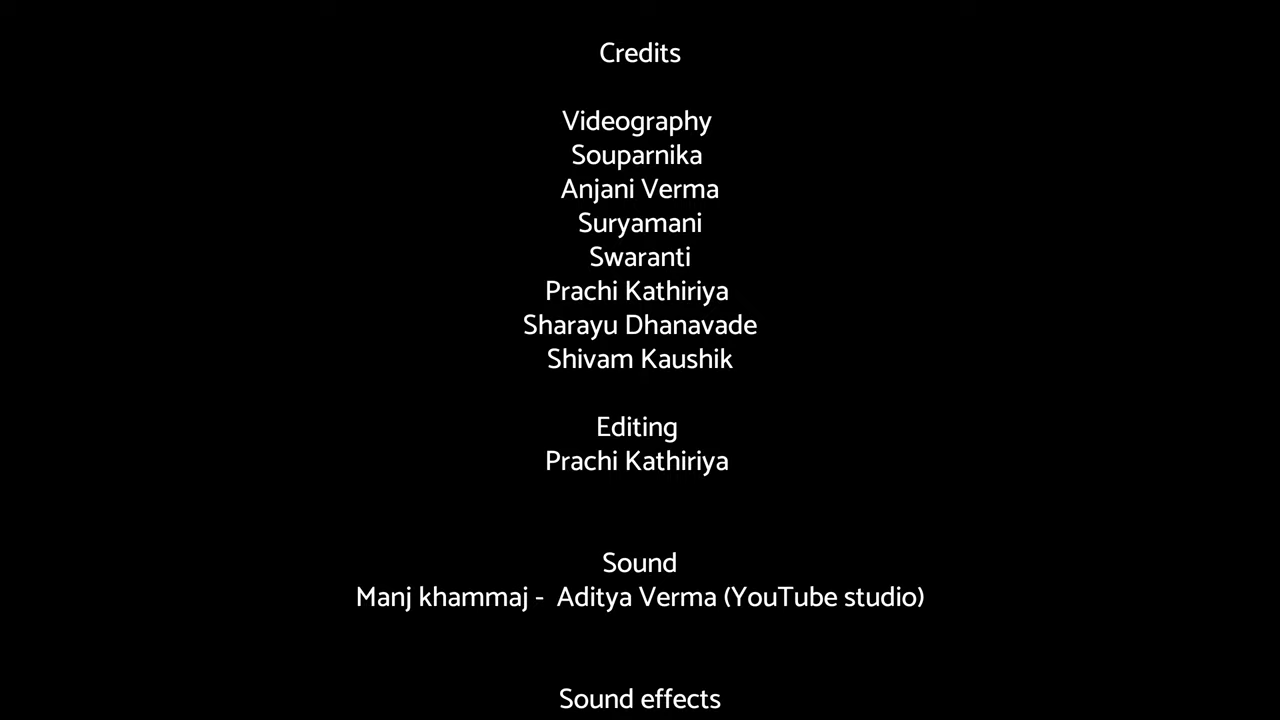 Credits
Videography
Souparnika
Anjani Verma
Suryamani
Swaranti
Prachi Kathiriya
Sharayu Dhanavade
Shivam Kaushik
Editing
Prachi Kathiriya
Sound
Manj khammaj -  Aditya Verma (YouTube studio)
Sound effects